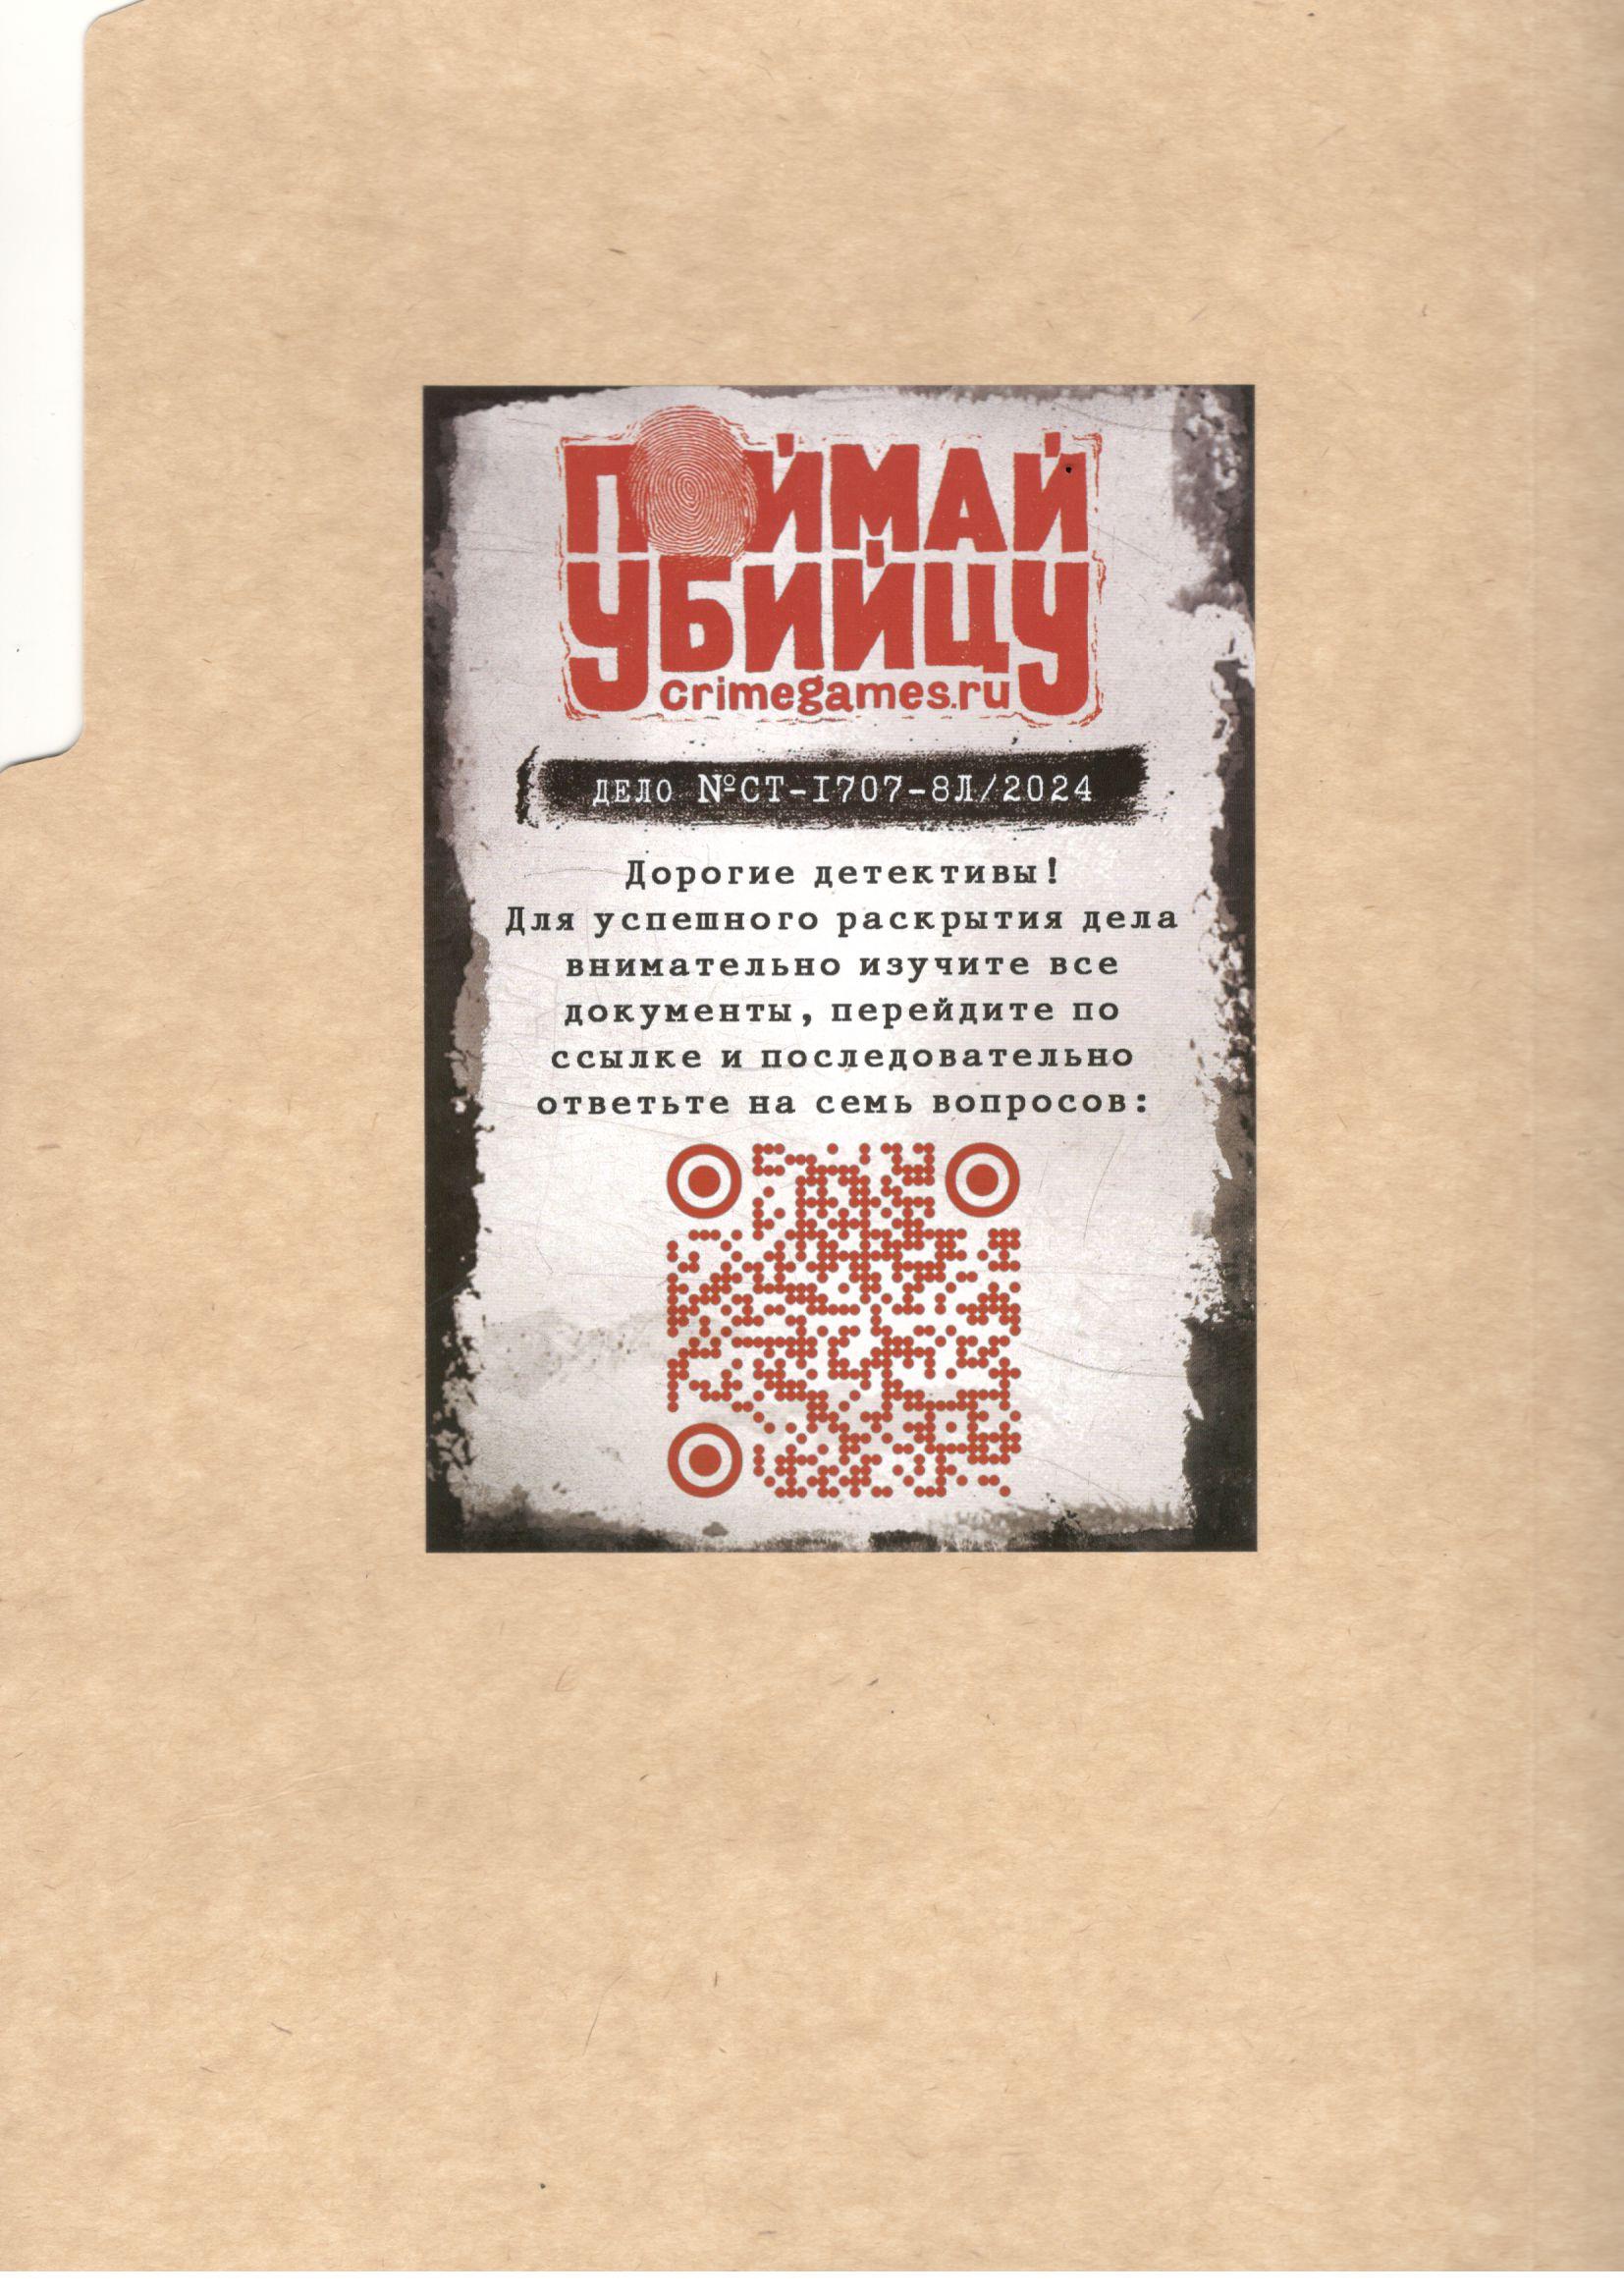 ПОЙМАЙ
УБИЙЦУ
crimegames.ru
ДЕЛО №СТ-I707-8Л/2024
Дорогие детективы!
Для успешного раскрытия дела
внимательно изучите все
документы, перейдите по
ссылке и последовательно
ответьте на семь вопросов: